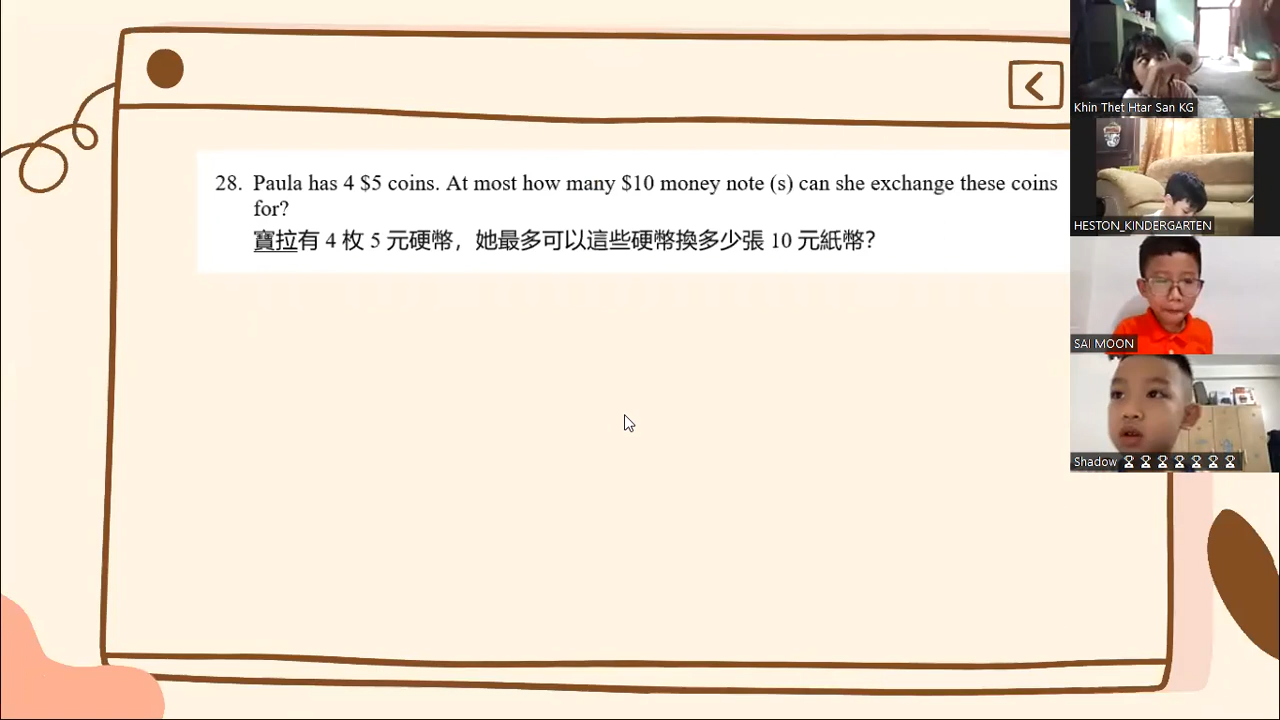 28. Paula has 4 $5 coins. At most how many $10 money note (s) can she exchange these coins
for?
寶拉有 4 枚 5 元硬幣，她最多可以這些硬幣換多少張 10 元紙幣？
Khin Thet Htar San KG
HESTON_KINDERGARTEN
SAI MOON
Shadow